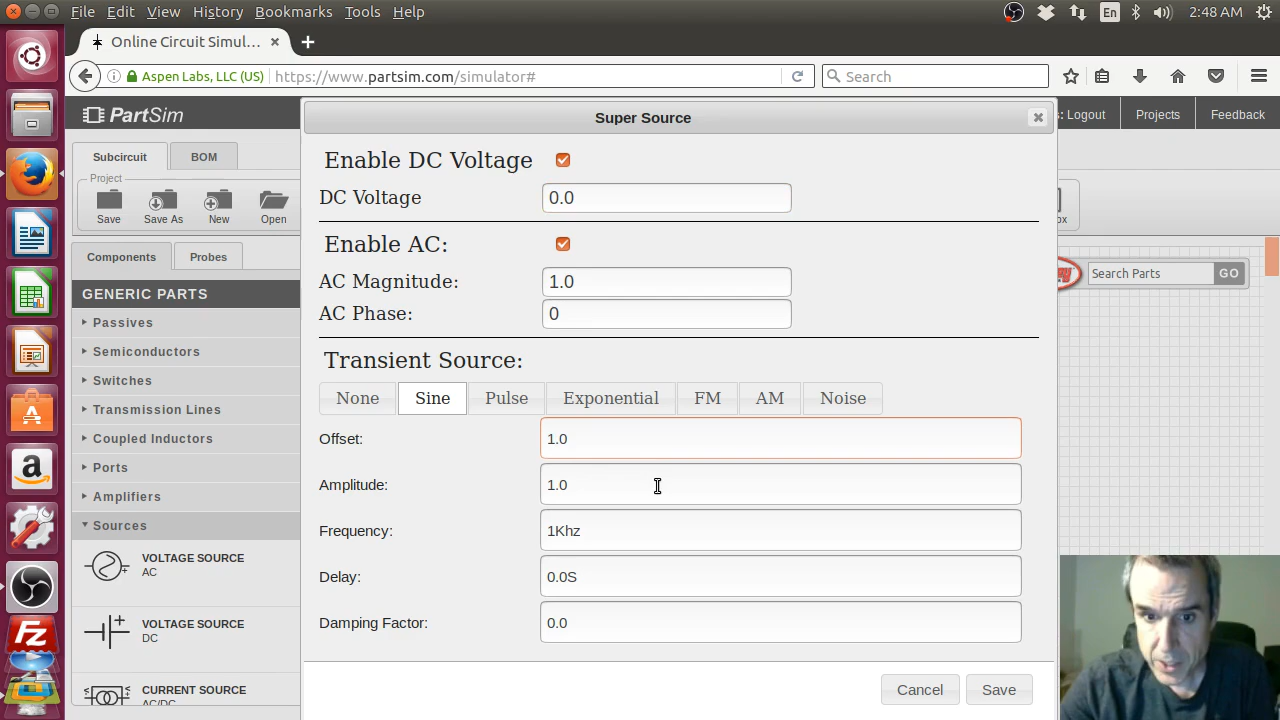 File Edit View History Bookmarks Tools Help
En
2:48 AM
Online Circuit Simul...
Aspen Labs, LLC (US)
https://www.partsim.com/simulator#
Search
PartSim
: Logout
Projects
Feedback
Super Source
Subcircuit
BOM
Project
Save
Save As
New
Open
Components
Probes
GENERIC PARTS
Passives
Semiconductors
Switches
Transmission Lines
Coupled Inductors
Ports
Amplifiers
Sources
VOLTAGE SOURCE
AC
VOLTAGE SOURCE
DC
CURRENT SOURCE
AC/DC
Enable DC Voltage
DC Voltage
0.0
Enable AC:
AC Magnitude:
1.0
AC Phase:
0
Transient Source:
None
Sine
Pulse
Exponential
FM
AM
Noise
Offset:
1.0
Amplitude:
1.0
Frequency:
1Khz
Delay:
0.0S
Damping Factor:
0.0
Cancel
Save
Search Parts
GO
Fz